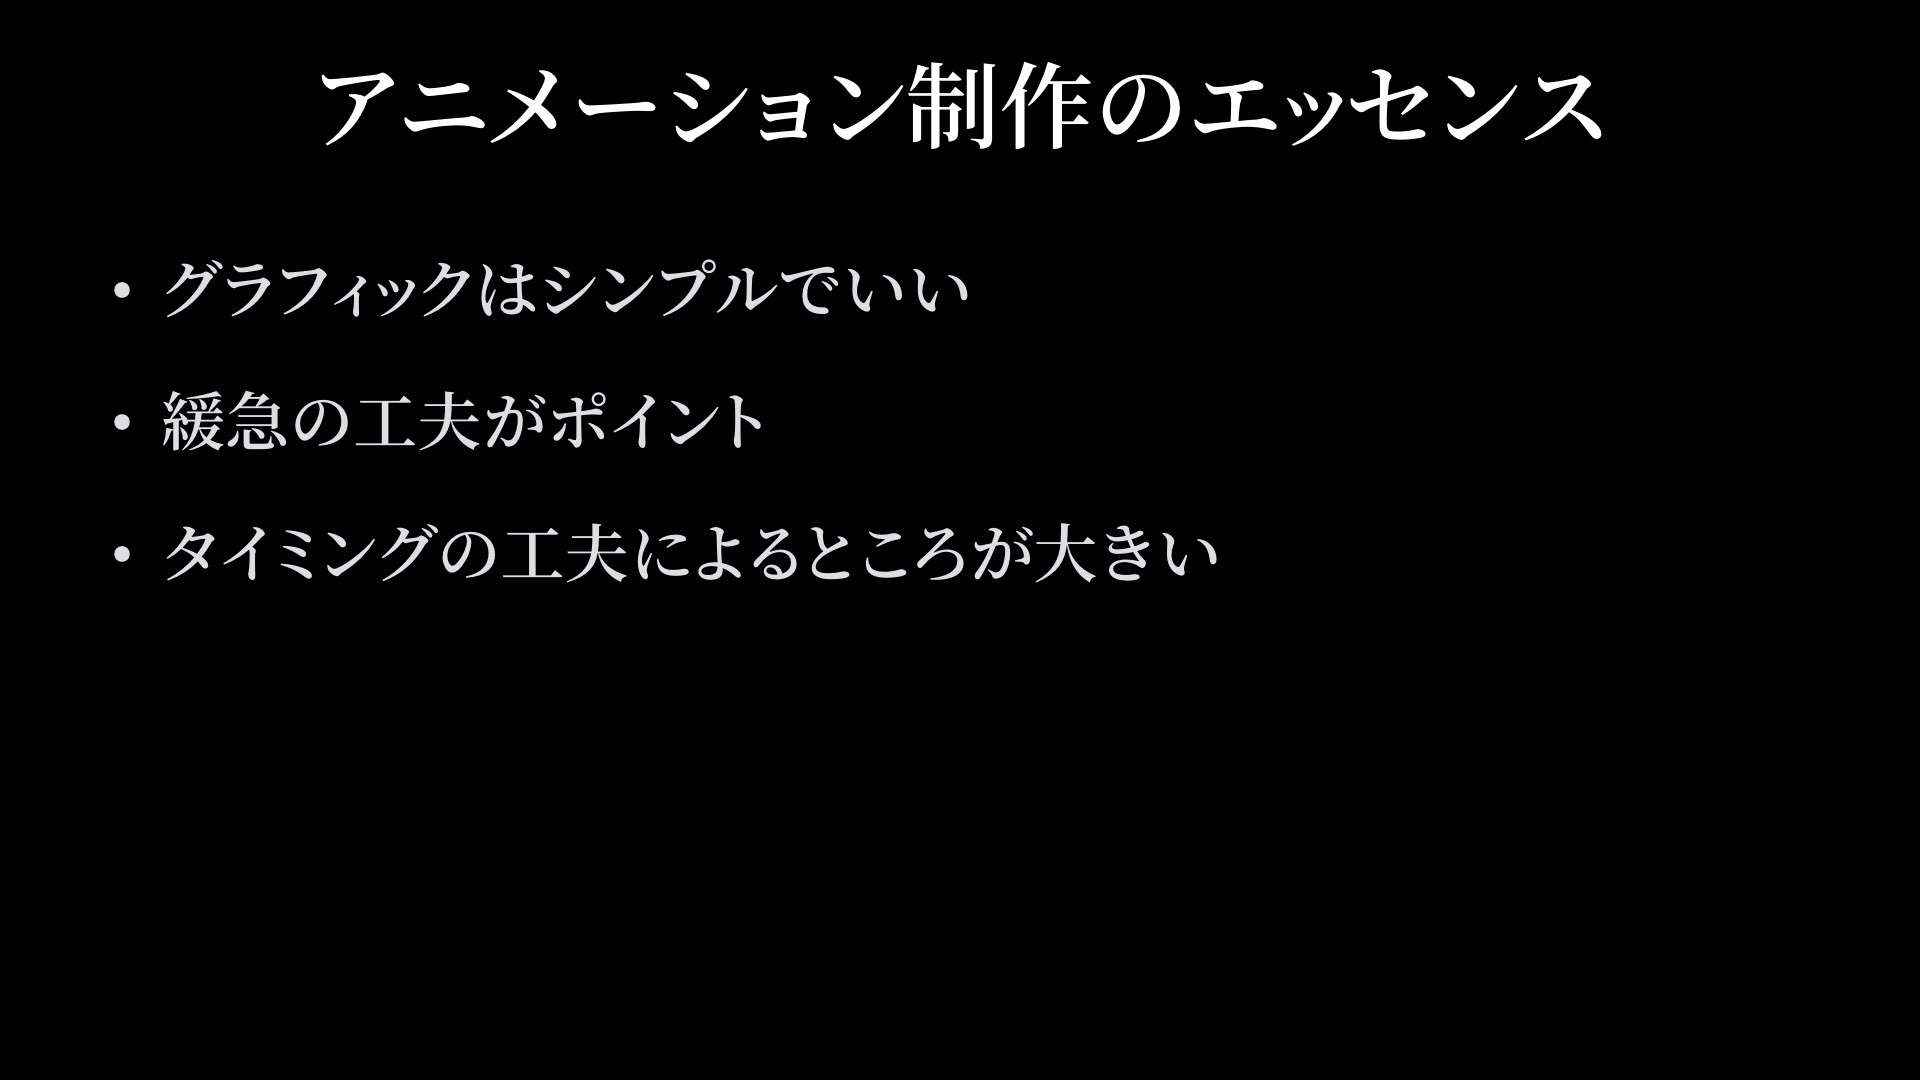 アニメーション制作のエッセンス
• グラフィックはシンプルでいい
• 緩急の工夫がポイント
• タイミングの工夫によるところが大きい